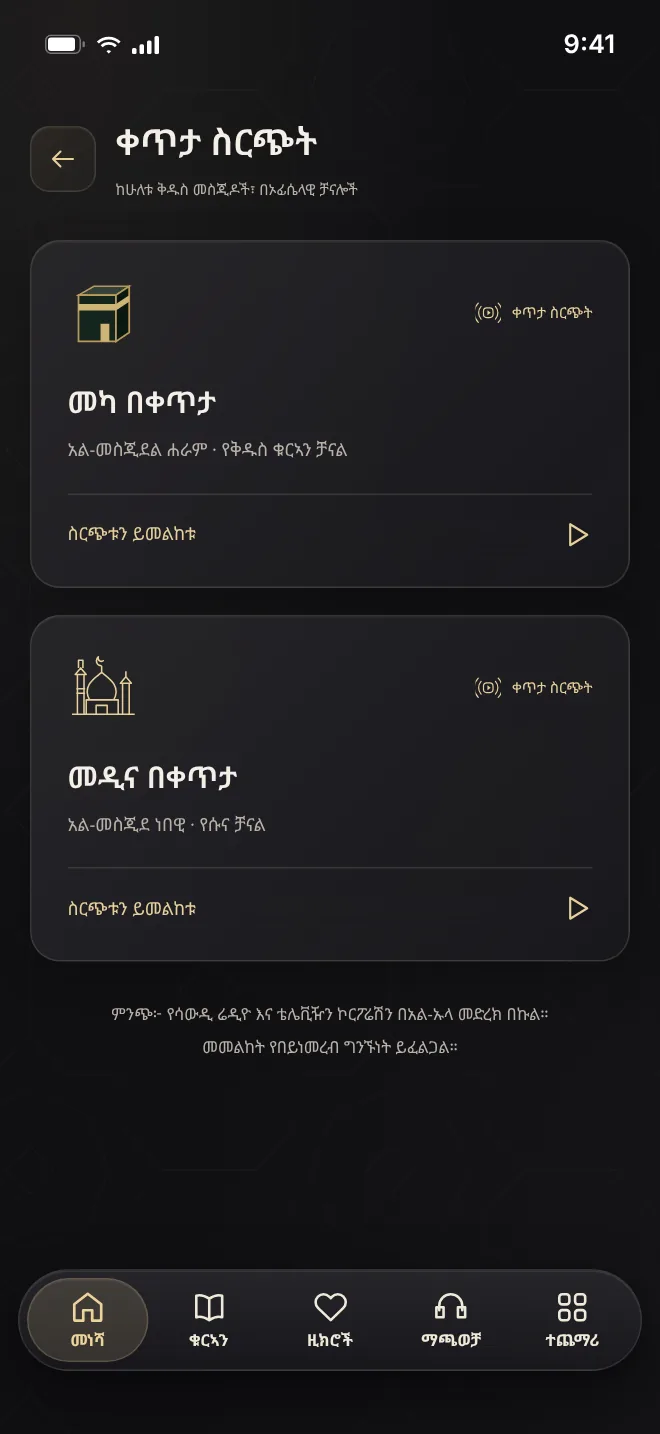 9:41
ቀጥታ ስርጭት
ከሁለቱ ቅዱስ መስጂዶች፣ በኦፊሴላዊ ቻናሎች
ቀጥታ ስርጭት
መካ በቀጥታ
አል-መስጂደል ሐራም · የቅዱስ ቁርኣን ቻናል
ስርጭቱን ይመልከቱ
ቀጥታ ስርጭት
መዲና በቀጥታ
አል-መስጂደ ነበዊ · የሱና ቻናል
ስርጭቱን ይመልከቱ
ምንጭ፦ የሳውዲ ሬዲዮ እና ቴሌቪዥን ኮርፖሬሽን በአል-ኡላ መድረክ በኩል።
መመልከት የበይነመረብ ግንኙነት ይፈልጋል።
መነሻ
ቁርኣን
ዚክሮች
ማጫወቻ
ተጨማሪ